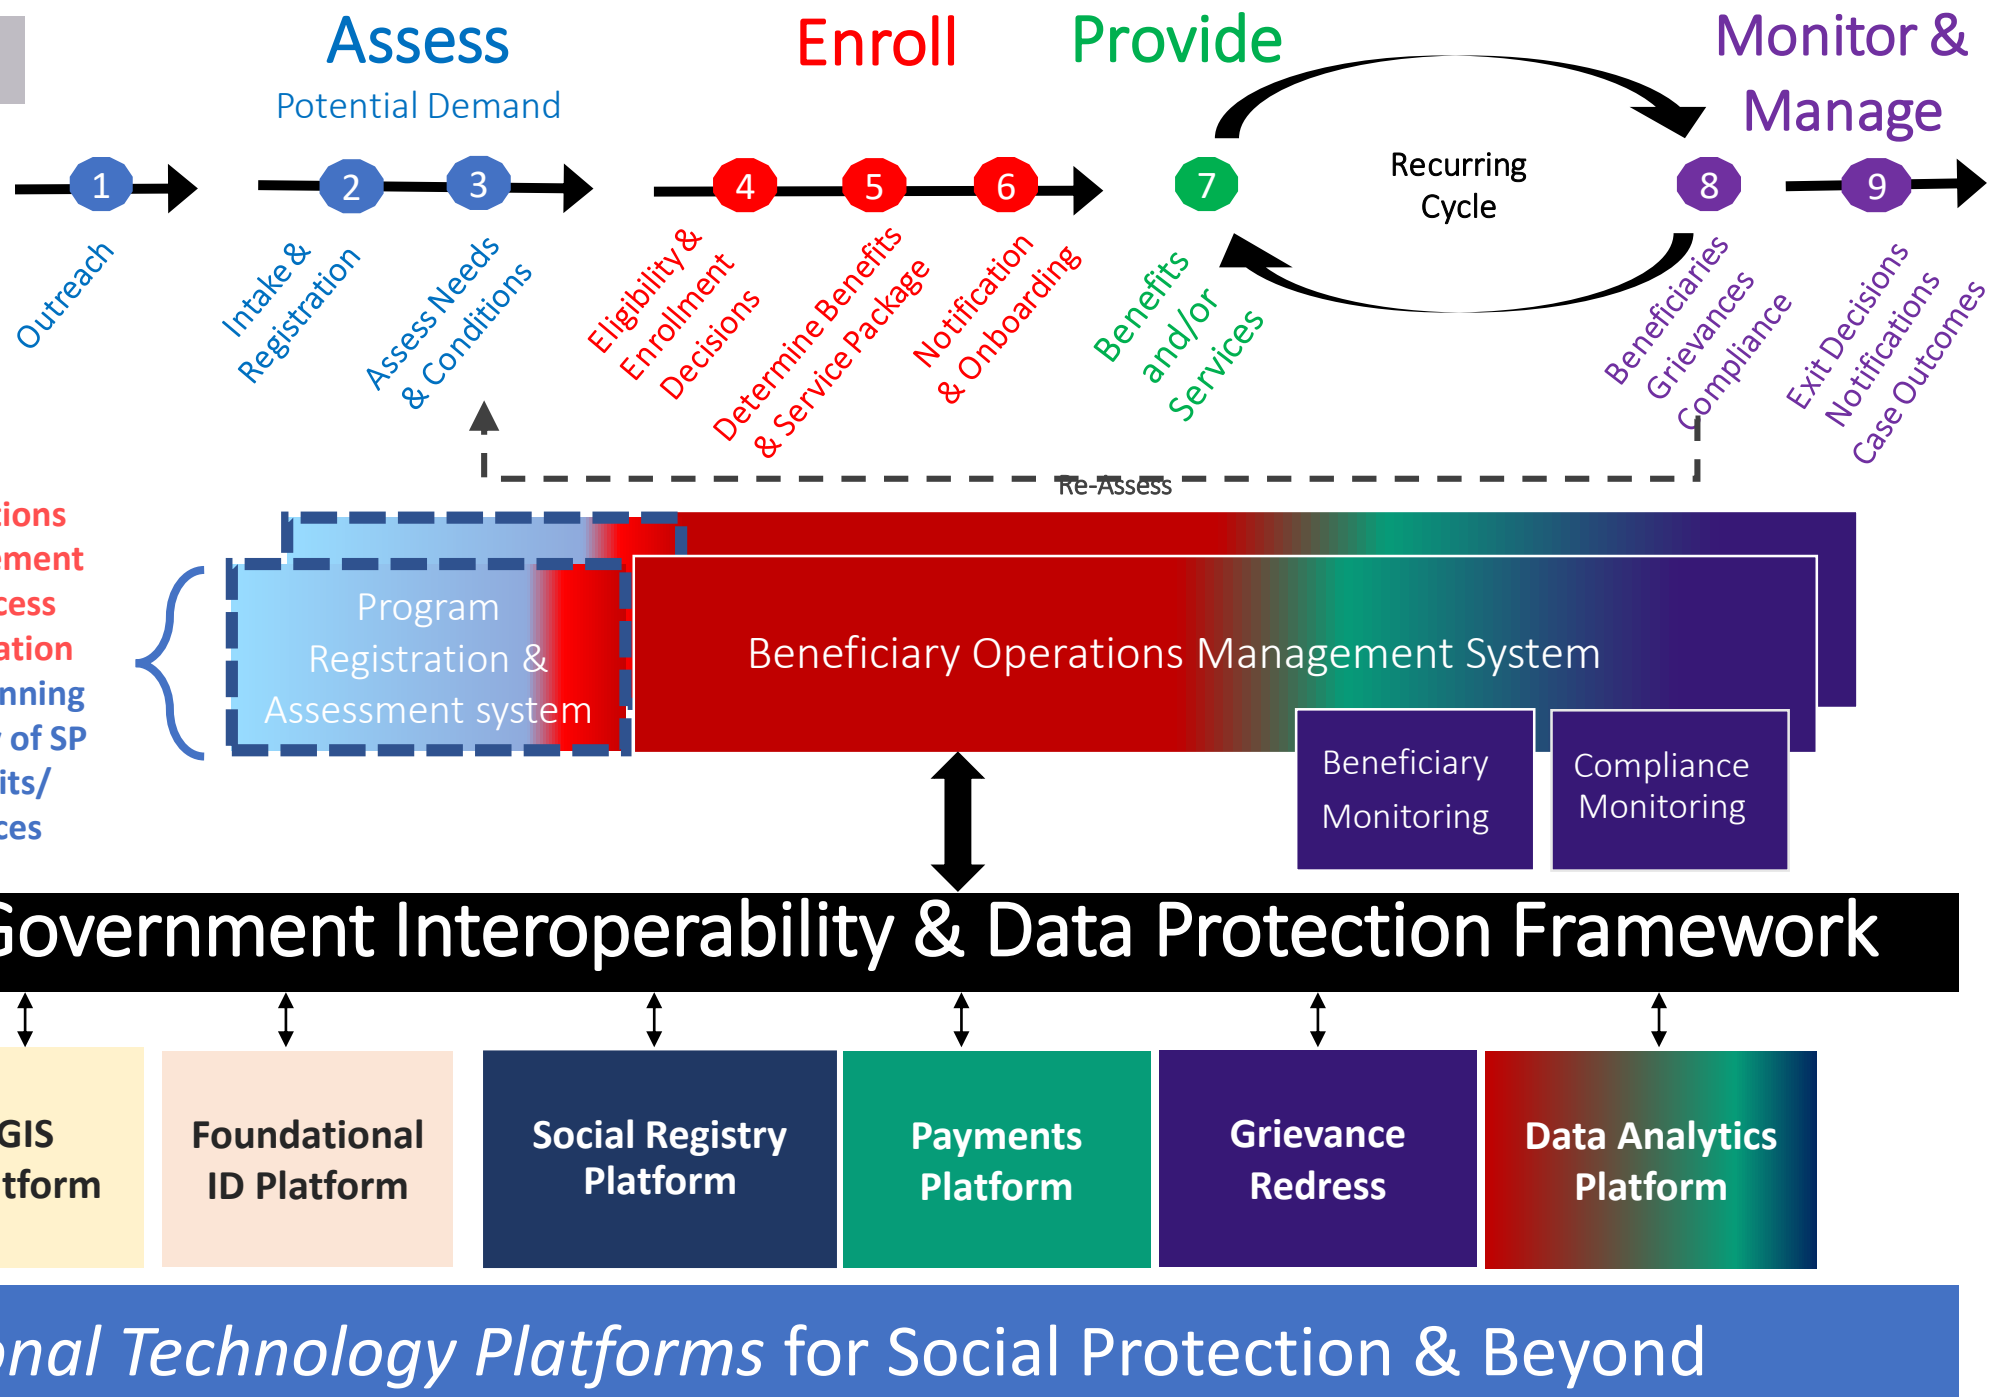 Assess
Potential Demand
Enroll
Provide
Monitor &
Manage
1
2
3
4
5
6
7
Recurring
Cycle
8
9
Outreach
Intake &
Registration
Assess Needs
& Conditions
Eligibility &
Enrollment
Decisions
Determine Benefits
& Service Package
Notification
& Onboarding
Benefits
and/or
Services
Beneficiaries
Grievances
Compliance
Exit Decisions
Notifications
Case Outcomes
Re-Assess
tions
ement
cess
ation
nning
of SP
its/
ces
Program
Registration &
Assessment system
Beneficiary Operations Management System
Beneficiary
Monitoring
Compliance
Monitoring
Government Interoperability & Data Protection Framework
GIS
tform
Foundational
ID Platform
Social Registry
Platform
Payments
Platform
Grievance
Redress
Data Analytics
Platform
onal Technology Platforms for Social Protection & Beyond